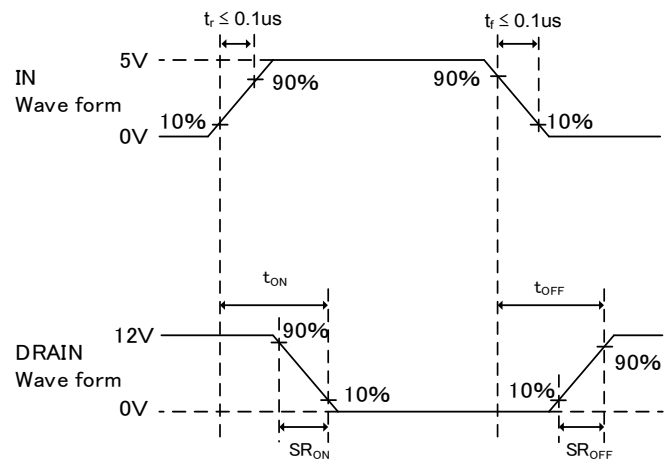 tr ≤ 0.1us
tf ≤ 0.1us
5V
IN
Wave form
90%
90%
10%
10%
0V
tON
tOFF
12V
DRAIN
Wave form
90%
90%
10%
10%
0V
SRON
SROFF